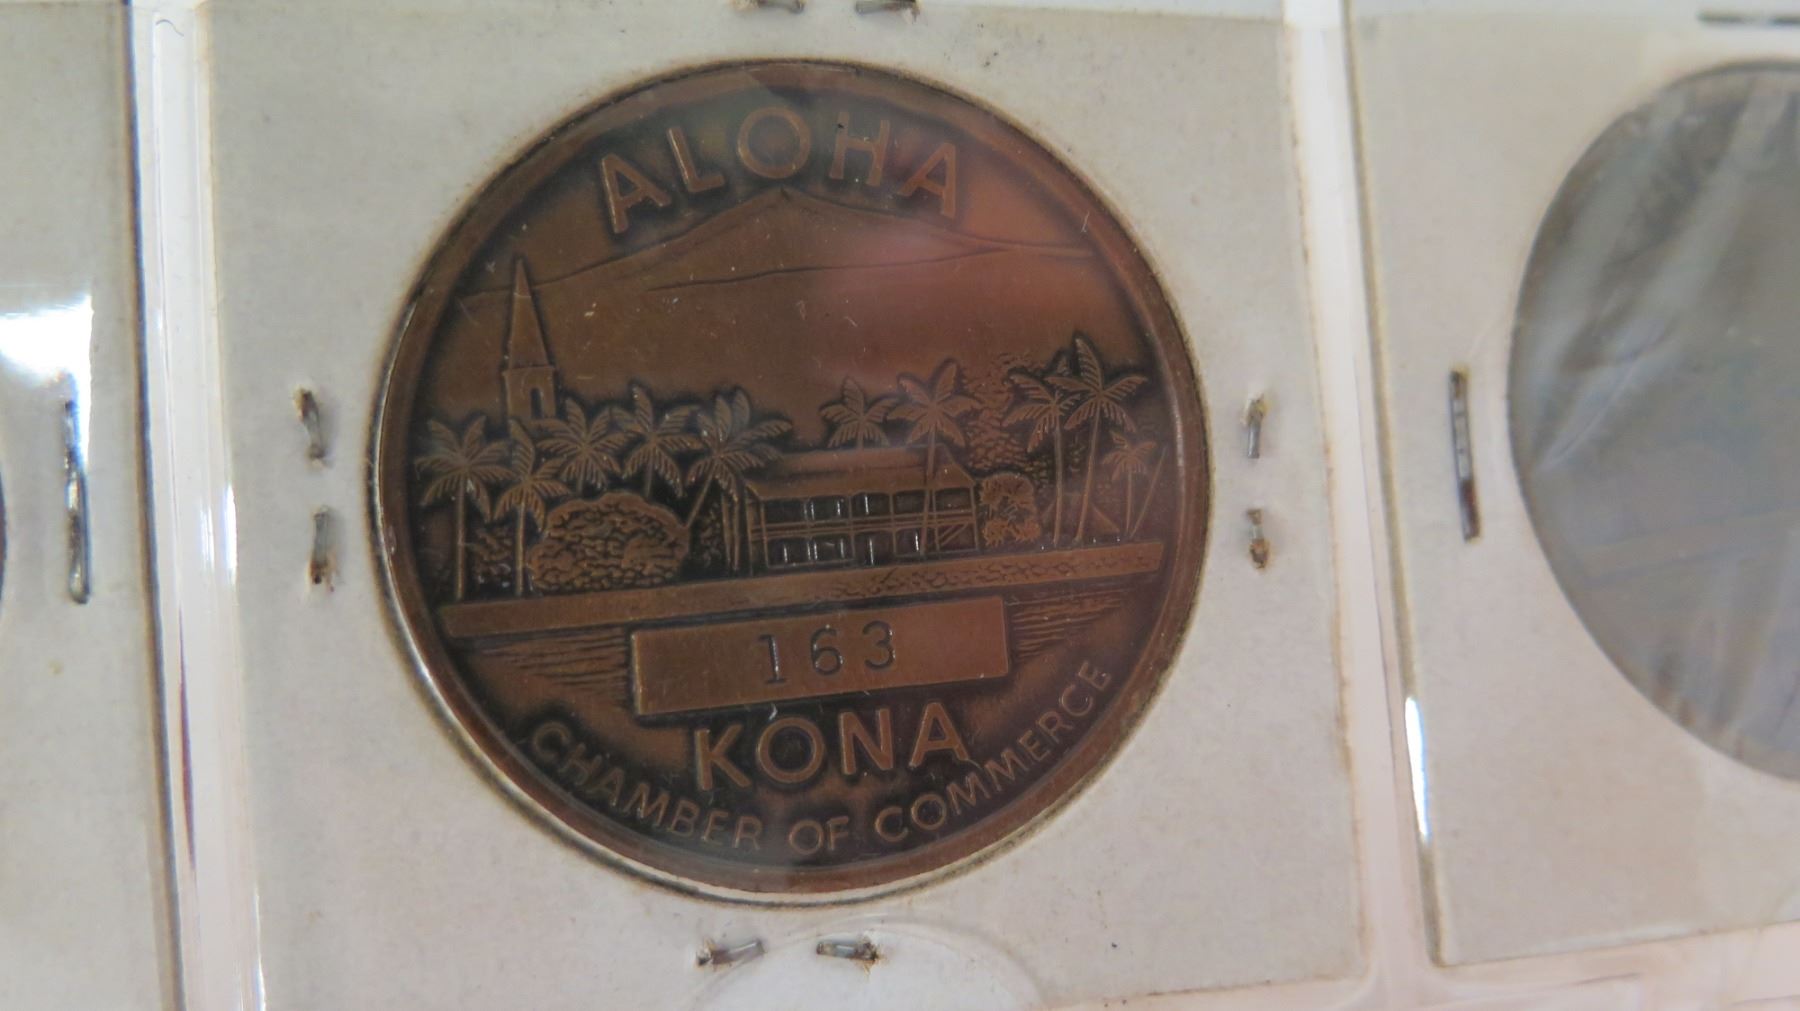 ALOHA
163
KONA
CHAMBER OF COMMERCE